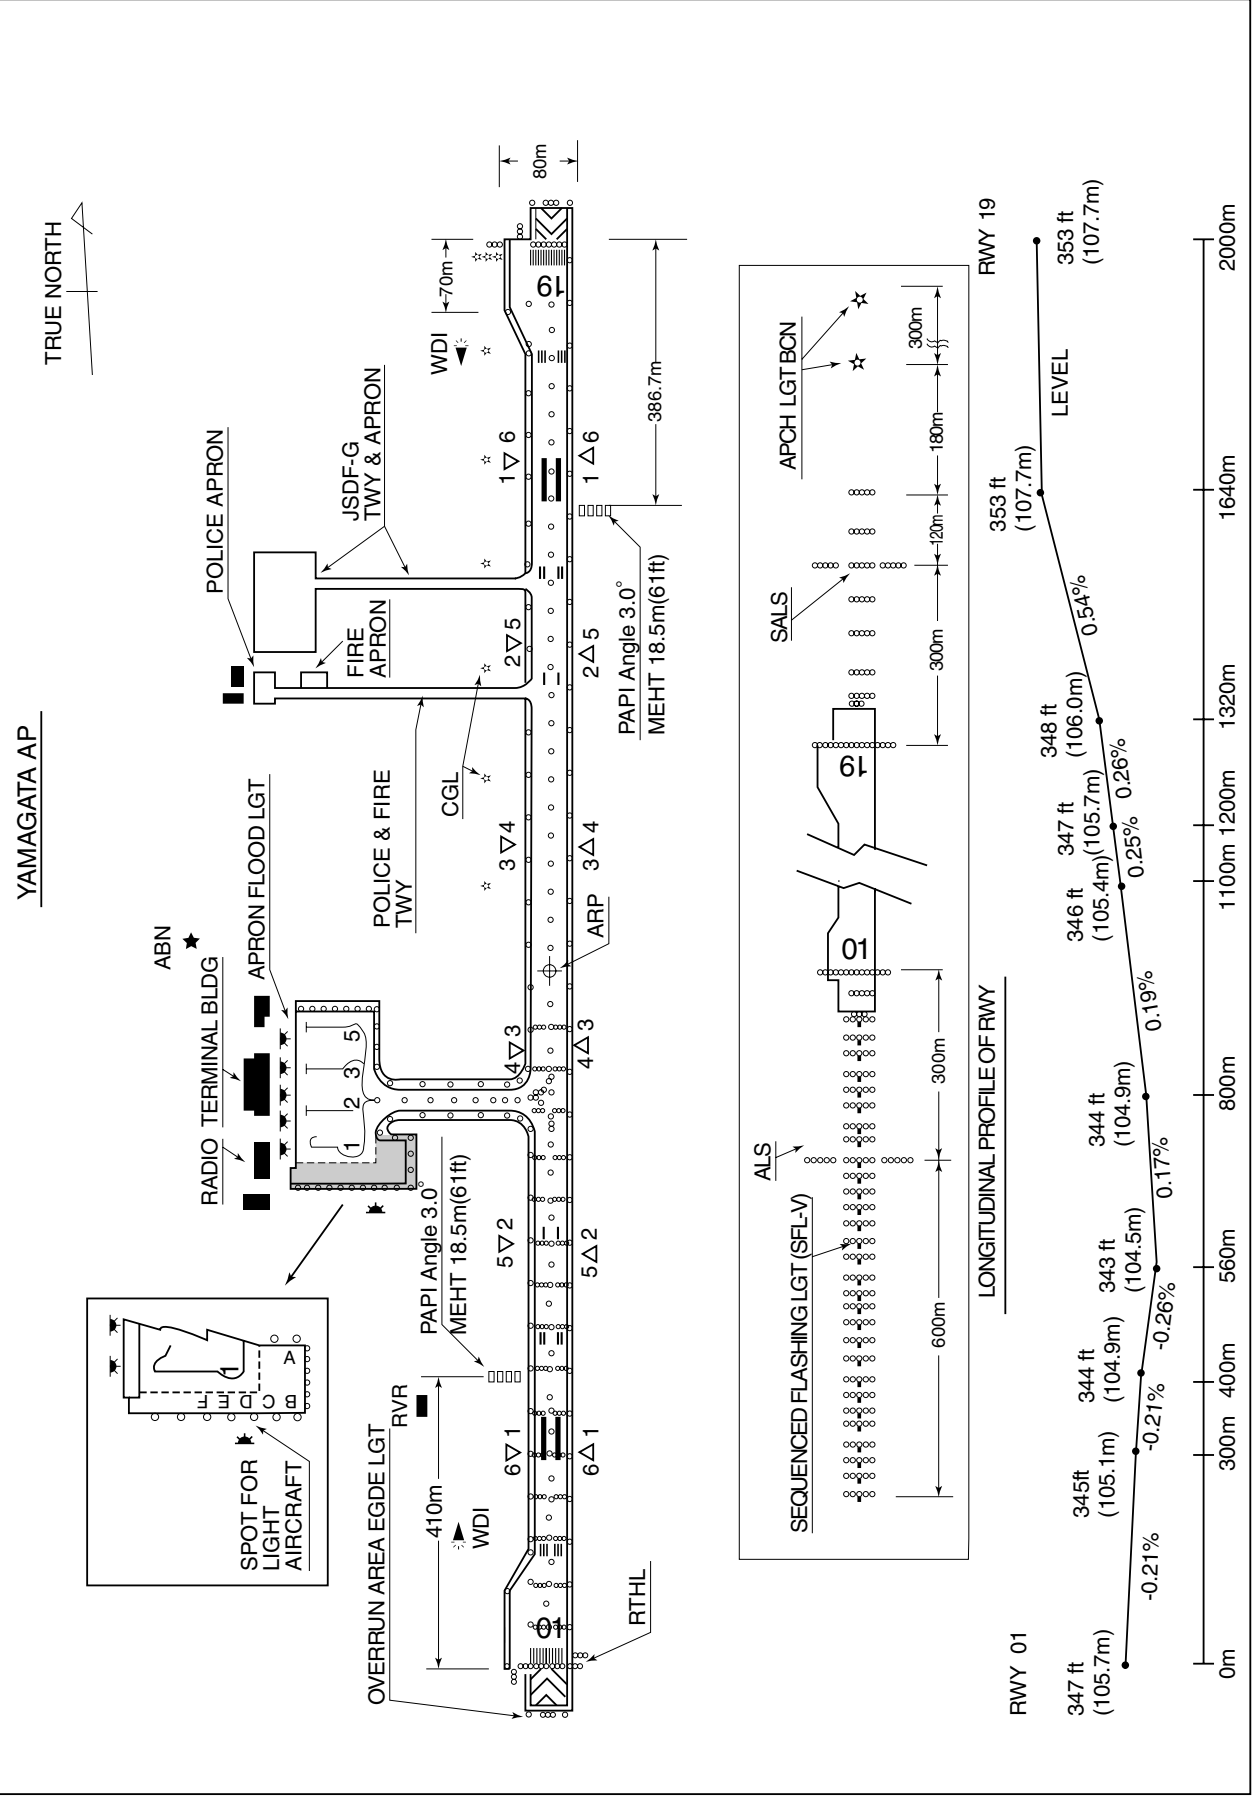 YAMAGATA AP
TRUE NORTH
ABN
RADIO
TERMINAL BLDG
APRON FLOOD LGT
POLICE APRON
JSDF-G
TWY & APRON
FIRE
APRON
POLICE & FIRE
TWY
CGL
WDI
70m
80m
1 2 3 5
SPOT FOR
LIGHT
AIRCRAFT
1
A
B C D E F
OVERRUN AREA EGDE LGT
RVR
PAPI Angle 3.0°
MEHT 18.5m(61ft)
410m
WDI
6▽1
5▽2
4▽3
3▽4
2▽5
1▽6
01
19
6△1
5△2
4△3
3△4
2△5
1△6
RTHL
ARP
PAPI Angle 3.0°
MEHT 18.5m(61ft)
386.7m
SEQUENCED FLASHING LGT (SFL-V)
ALS
SALS
APCH LGT BCN
01
19
600m
300m
300m
120m
180m
300m
LONGITUDINAL PROFILE OF RWY
RWY 01
RWY 19
347 ft
(105.7m)
345ft
(105.1m)
344 ft
(104.9m)
343 ft
(104.5m)
344 ft
(104.9m)
346 ft
(105.4m)
347 ft
(105.7m)
348 ft
(106.0m)
353 ft
(107.7m)
353 ft
(107.7m)
-0.21%
-0.21%
-0.26%
0.17%
0.19%
0.25%
0.26%
0.54%
LEVEL
0m
300m
400m
560m
800m
1100m
1200m
1320m
1640m
2000m